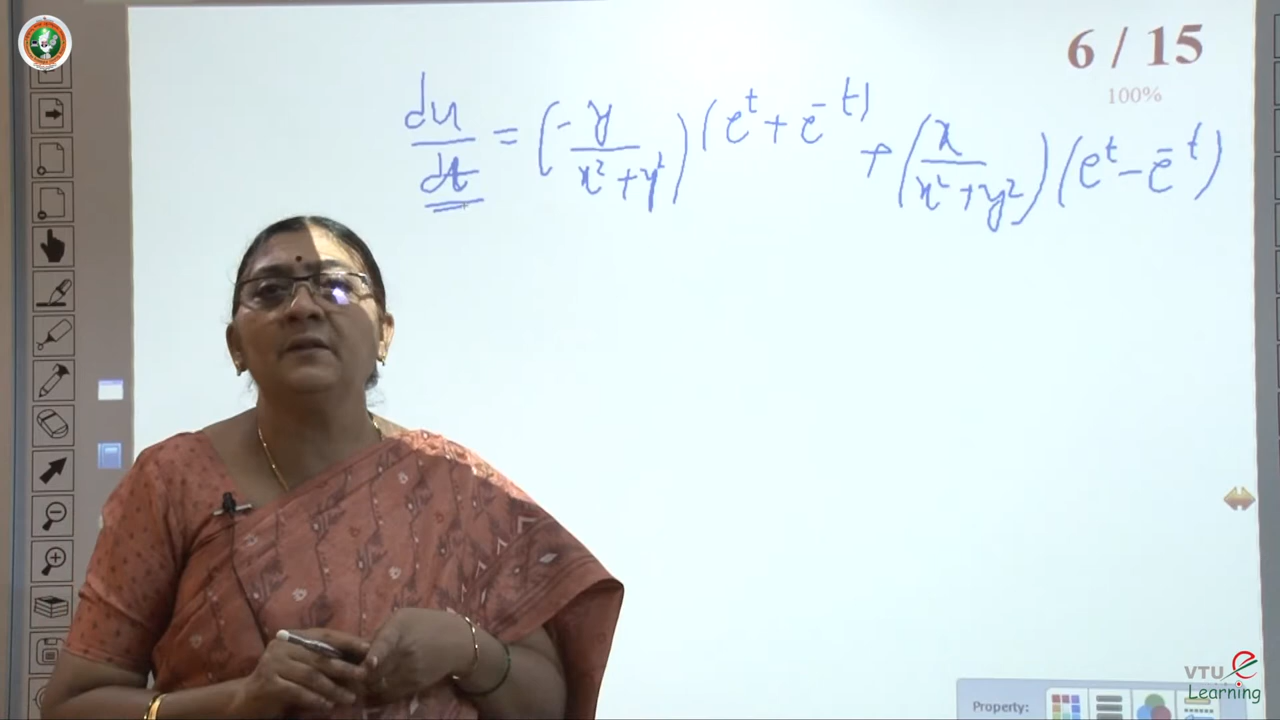 6 / 15
100%
du/dt = (-y/(x² + y²)) (e^t + e^-t) + (x/(x² + y²)) (e^t - e^-t)
Property:
VTU e
Learning